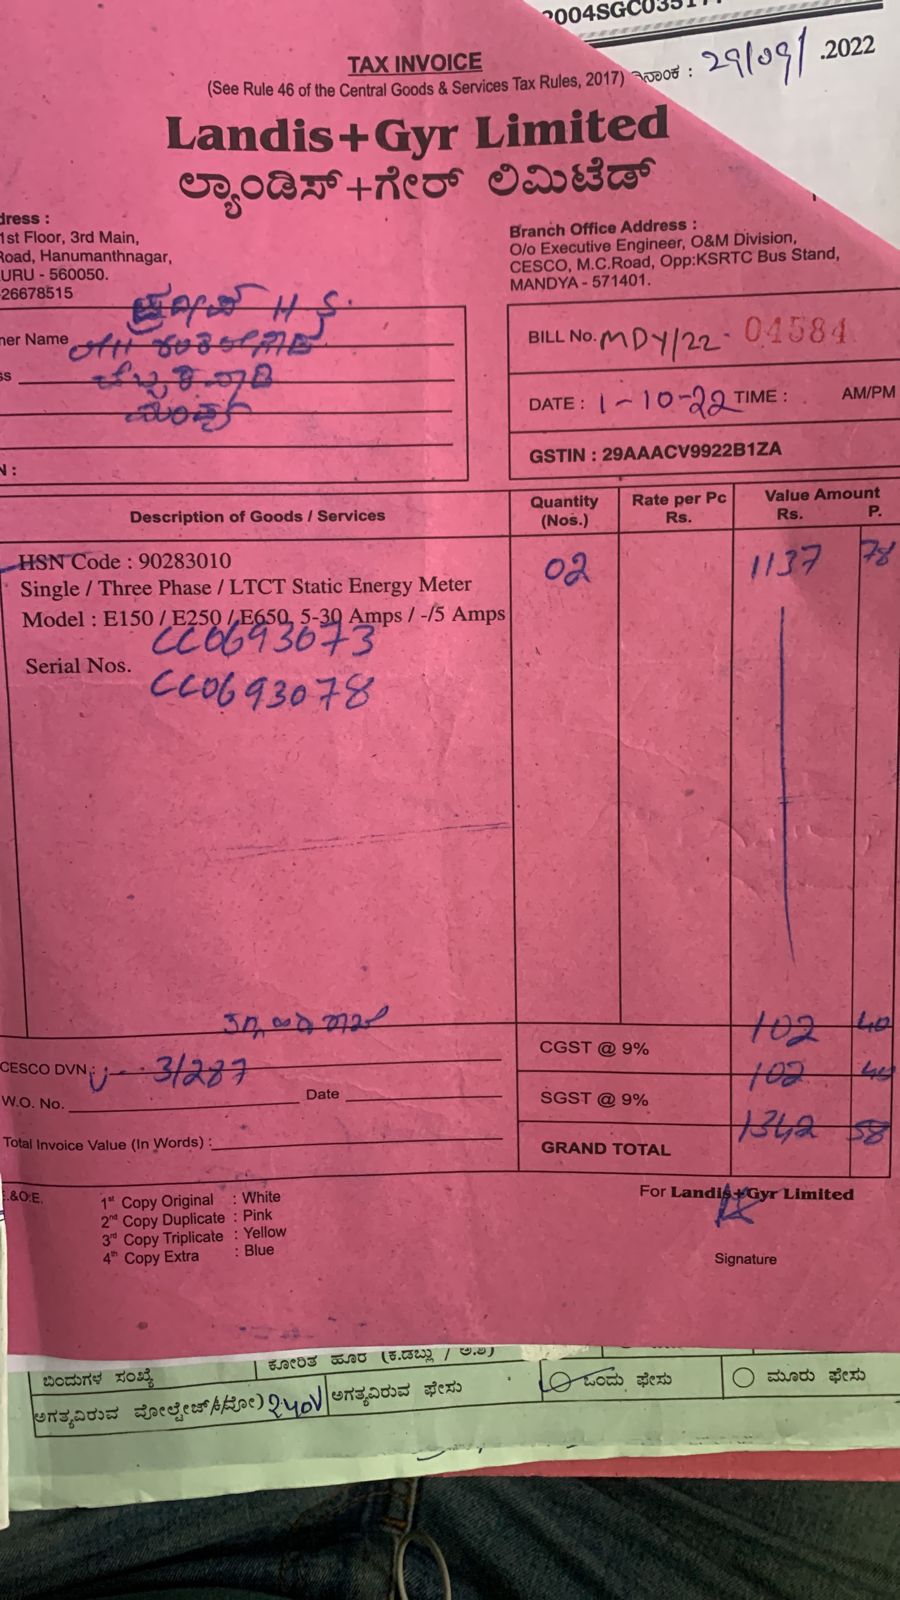 2004SGC0351
ದಿನಾಂಕ : 29/09/ .2022
TAX INVOICE
(See Rule 46 of the Central Goods & Services Tax Rules, 2017)
Landis+Gyr Limited
ಲ್ಯಾಂಡಿಸ್+ಗೇರ್ ಲಿಮಿಟೆಡ್
dress :
1st Floor, 3rd Main,
Road, Hanumanthnagar,
URU - 560050.
26678515
Branch Office Address :
O/o Executive Engineer, O&M Division,
CESCO, M.C.Road, Opp:KSRTC Bus Stand,
MANDYA - 571401.
H S.
ner Name
ss
N :
BILL No. MDY/22- 04584
DATE : 1-10-22 TIME : AM/PM
GSTIN : 29AAACV9922B1ZA
Description of Goods / Services Quantity (Nos.) Rate per Pc Rs. Value Amount Rs. P.
HSN Code : 90283010 02 1137 78
Single / Three Phase / LTCT Static Energy Meter
Model : E150 / E250 / E650, 5-30 Amps / -/5 Amps
CC0693073
Serial Nos.
CC0693078
CGST @ 9% 102 40
CESCO DVN : 3/287
SGST @ 9% 102 40
W.O. No. Date
Total Invoice Value (In Words) :
GRAND TOTAL 1342 58
E.&O.E.
1st Copy Original : White
2nd Copy Duplicate : Pink
3rd Copy Triplicate : Yellow
4th Copy Extra : Blue
For Landis+Gyr Limited
Signature
ಬಿಂದುಗಳ ಸಂಖ್ಯೆ ಕೋರಿತ ಹೊರೆ (ಕಿ.ಡಬ್ಲ್ಯು / ಅ.ಶ)
ಅಗತ್ಯವಿರುವ ವೋಲ್ಟೇಜ್ 240V ಅಗತ್ಯವಿರುವ ಫೇಸು ಒಂದು ಫೇಸು ಮೂರು ಫೇಸು